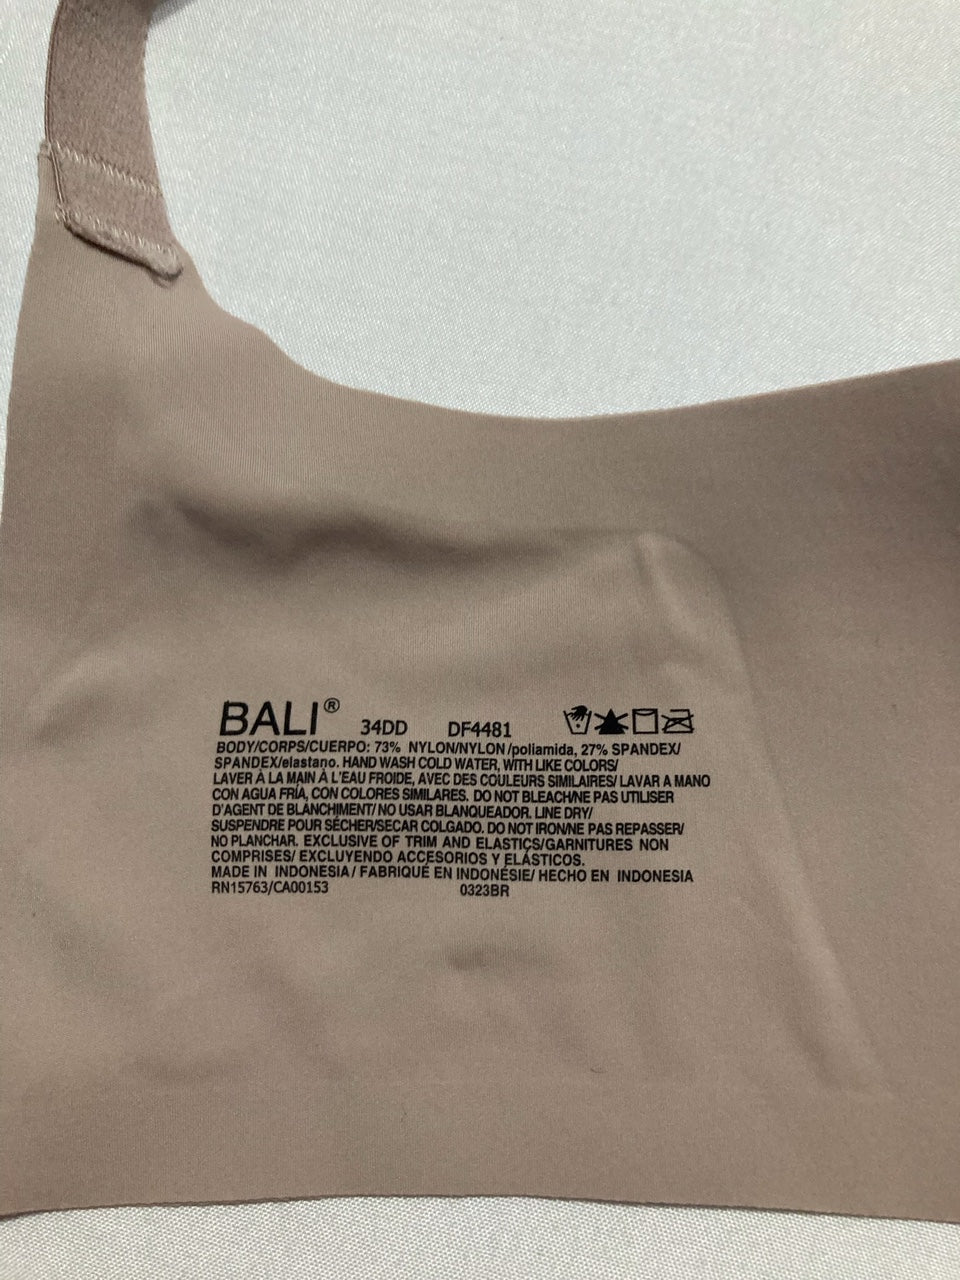 BALI® 34DD DF4481
BODY/CORPS/CUERPO: 73% NYLON/NYLON/poliamida, 27% SPANDEX/
SPANDEX/elastano. HAND WASH COLD WATER, WITH LIKE COLORS/
LAVER À LA MAIN À L'EAU FROIDE, AVEC DES COULEURS SIMILAIRES/ LAVAR A MANO
CON AGUA FRÍA, CON COLORES SIMILARES. DO NOT BLEACH/NE PAS UTILISER
D'AGENT DE BLANCHIMENT/ NO USAR BLANQUEADOR. LINE DRY/
SUSPENDRE POUR SÉCHER/SECAR COLGADO. DO NOT IRON/NE PAS REPASSER/
NO PLANCHAR. EXCLUSIVE OF TRIM AND ELASTICS/GARNITURES NON
COMPRISES/ EXCLUYENDO ACCESORIOS Y ELÁSTICOS.
MADE IN INDONESIA/ FABRIQUÉ EN INDONÉSIE/ HECHO EN INDONESIA
RN15763/CA00153 0323BR